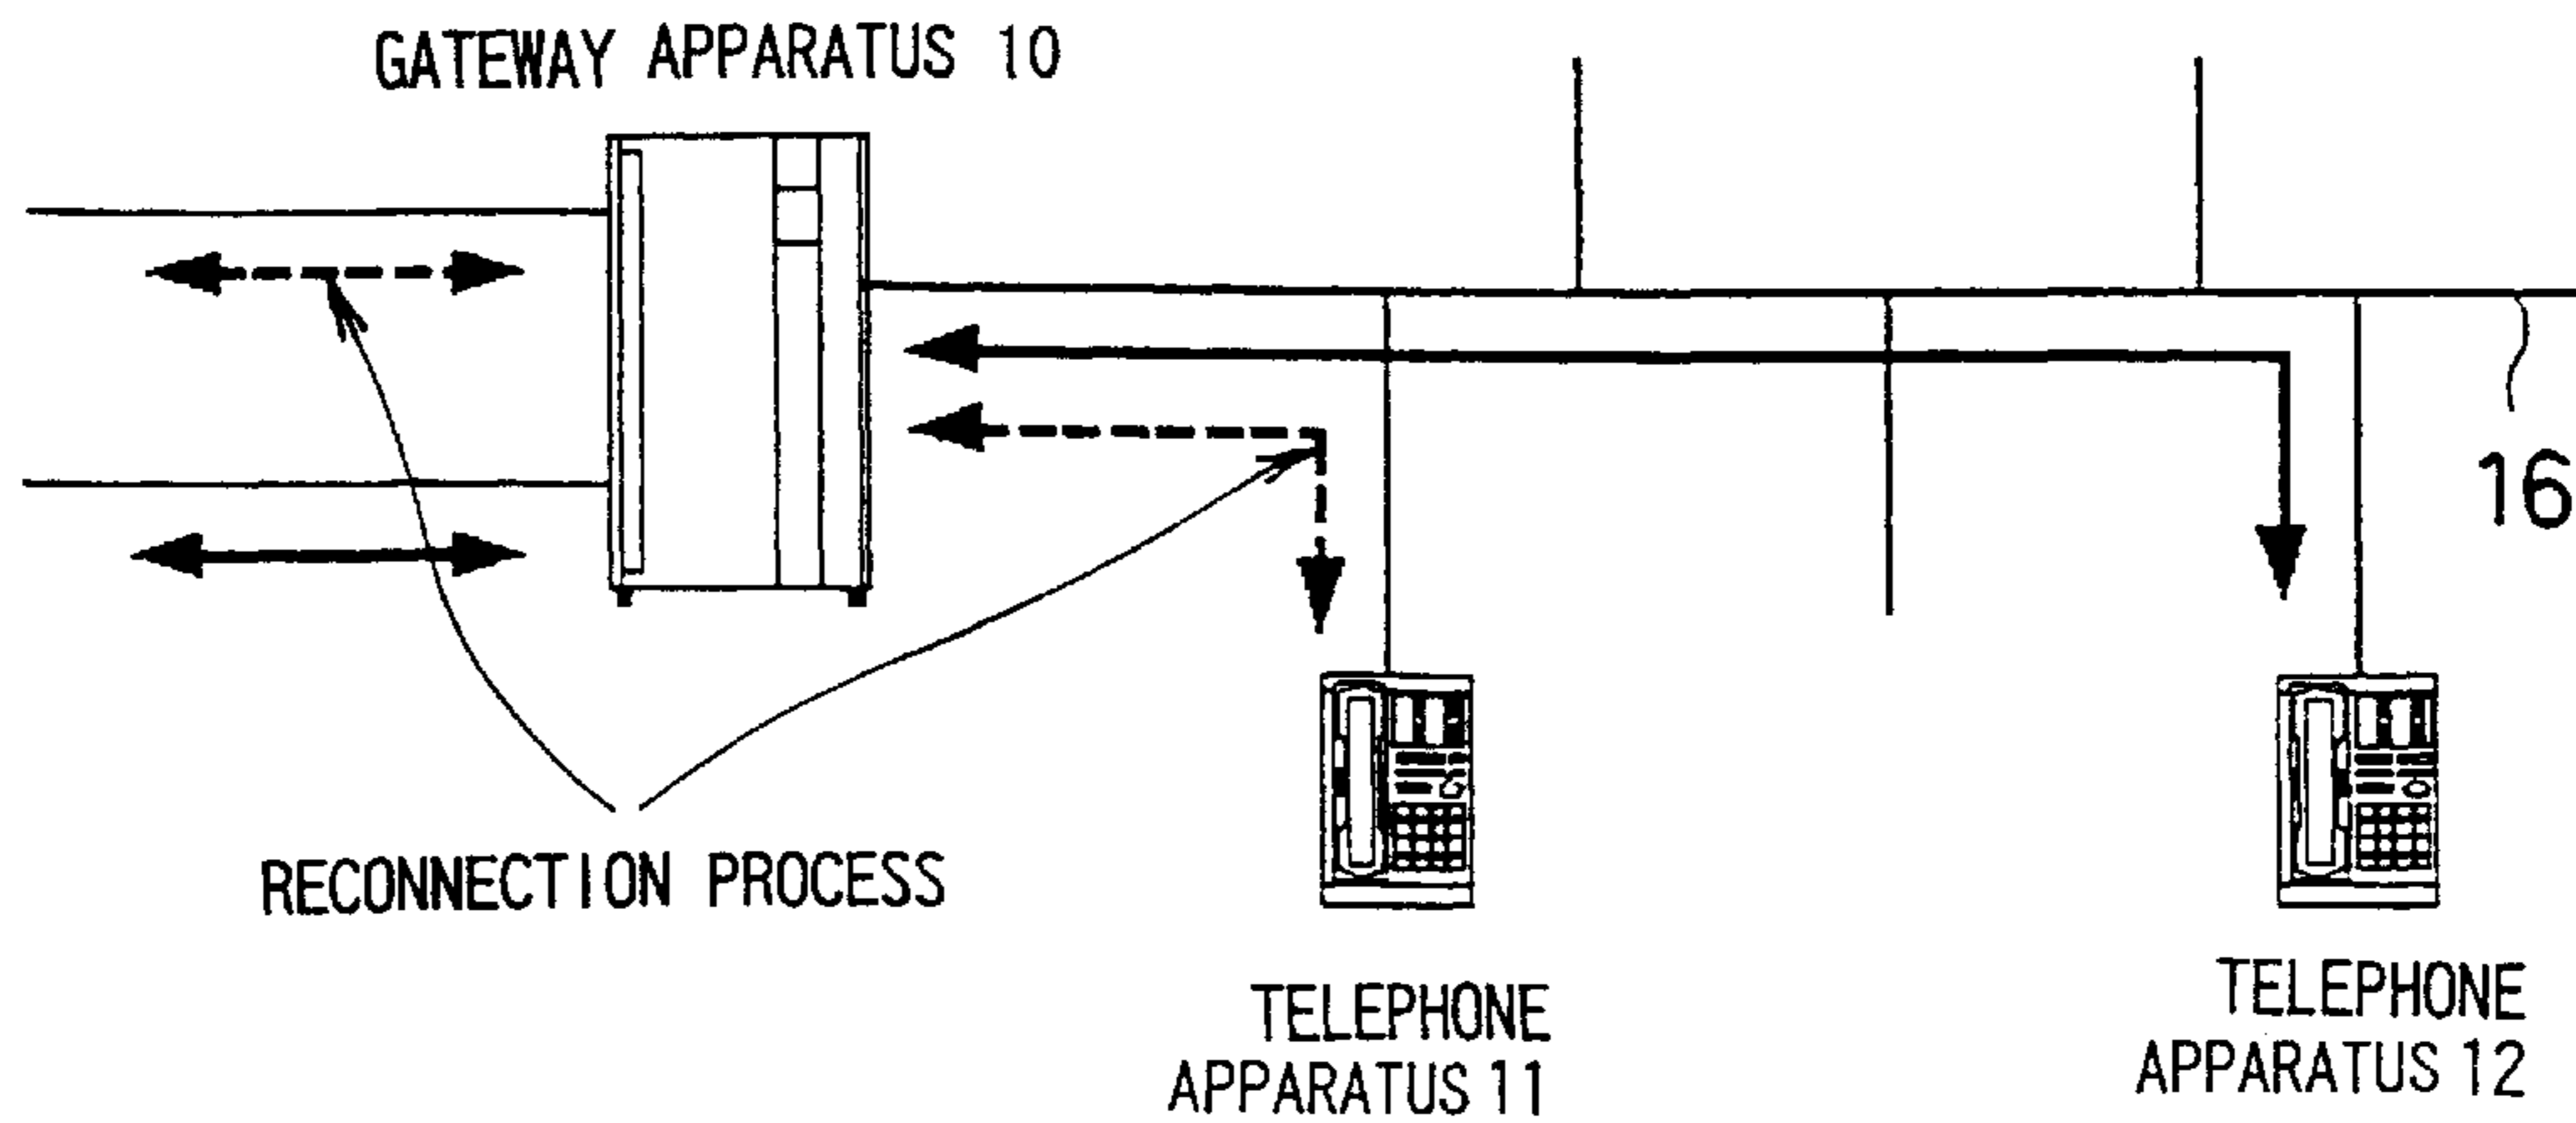 GATEWAY APPARATUS 10
16
RECONNECTION PROCESS
TELEPHONE
APPARATUS 11
TELEPHONE
APPARATUS 12